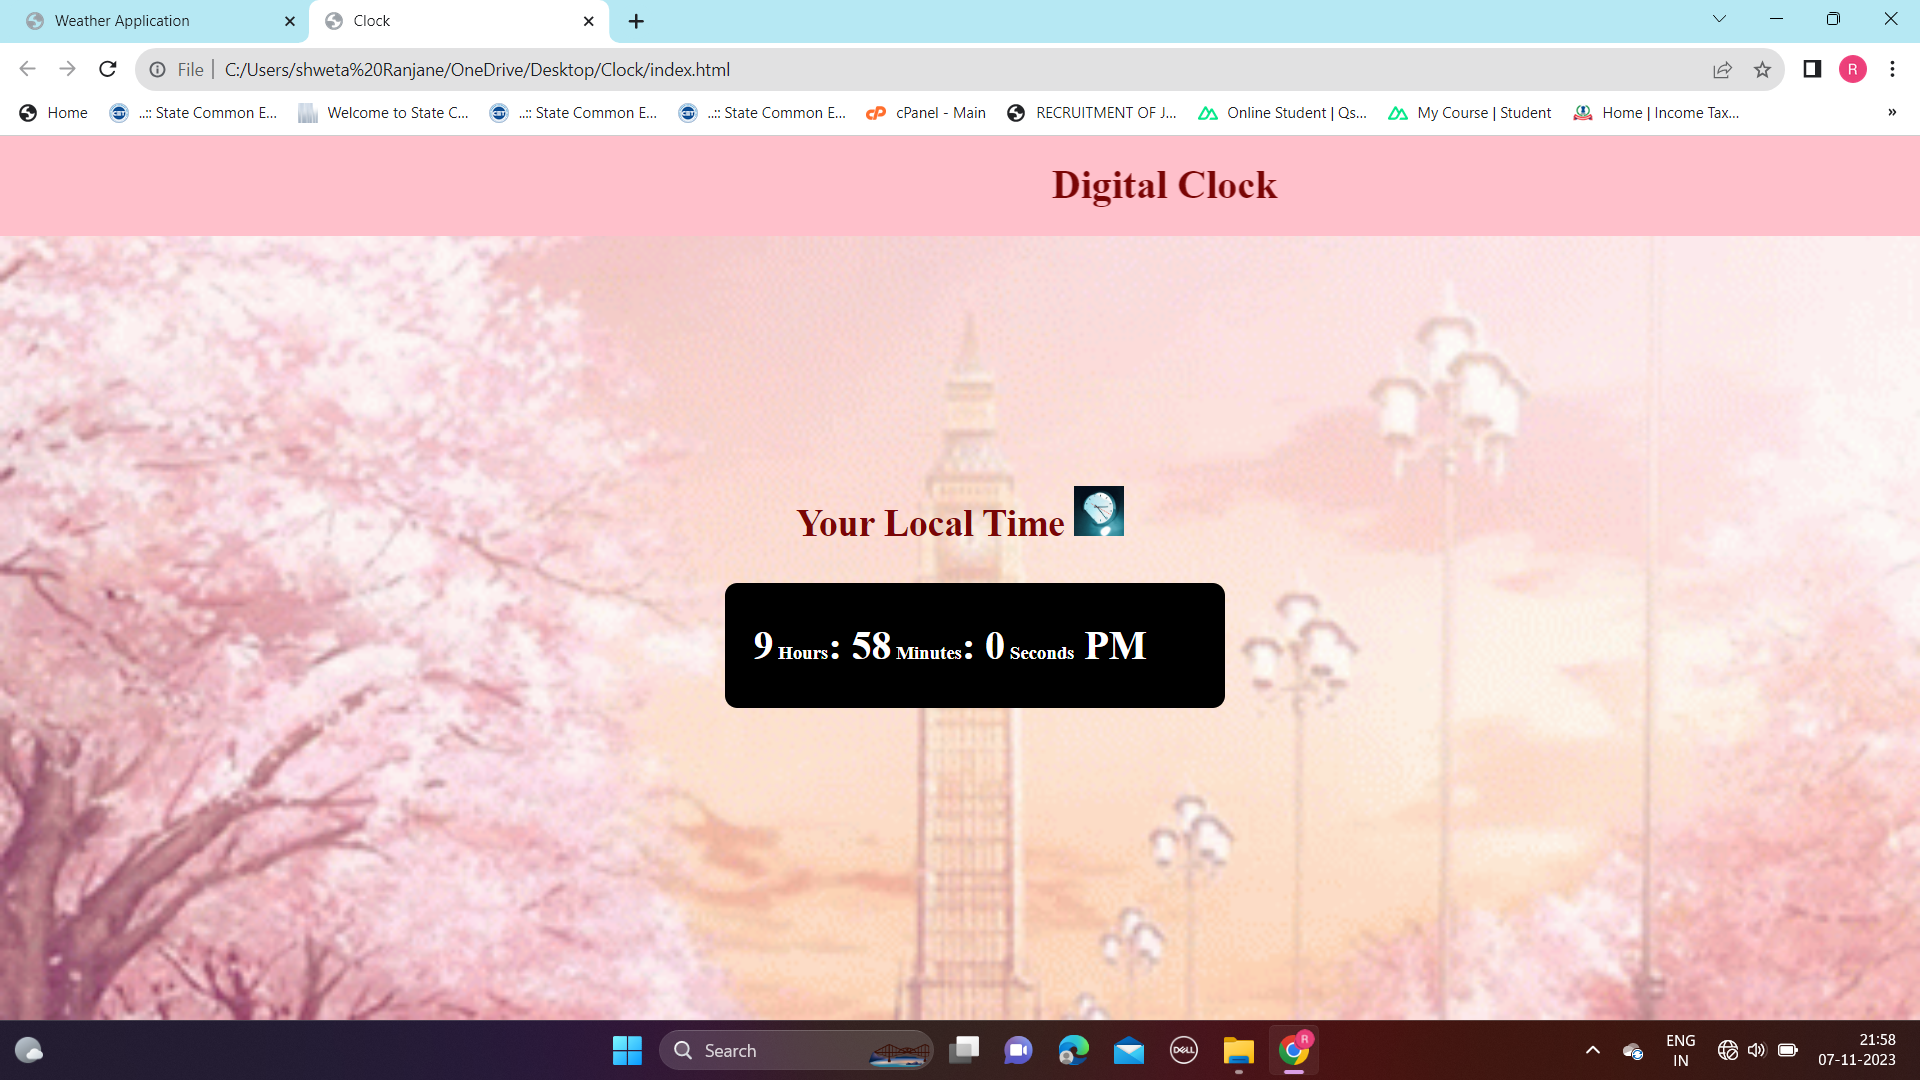 Weather Application
Clock
File | C:/Users/shweta%20Ranjane/OneDrive/Desktop/Clock/index.html
R
Home
..:: State Common E...
Welcome to State C...
..:: State Common E...
..:: State Common E...
cPanel - Main
RECRUITMENT OF J...
Online Student | Qs...
My Course | Student
Home | Income Tax...
»
Digital Clock
Your Local Time
9 Hours: 58 Minutes: 0 Seconds PM
Search
DELL
R
ENG
IN
21:58
07-11-2023